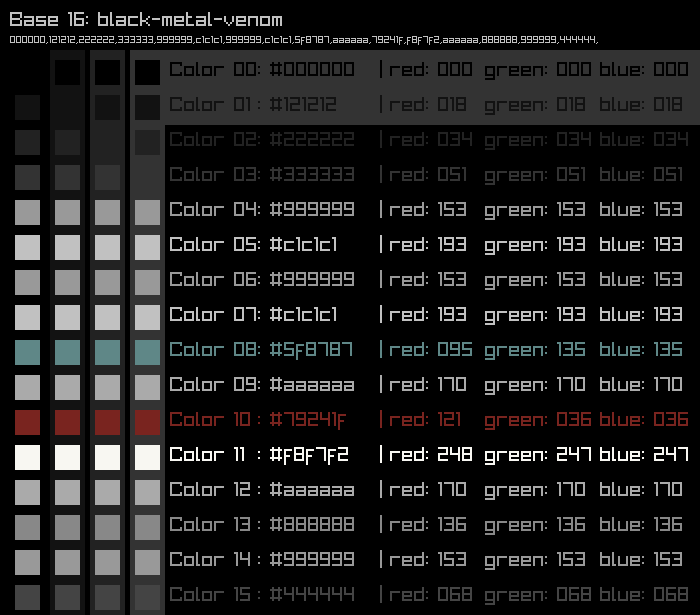 Base 16: black-metal-venom
000000,121212,222222,333333,999999,c1c1c1,999999,c1c1c1,5f8787,aaaaaa,79241f,f8f7f2,aaaaaa,888888,999999,444444,
Color 00: #000000 | red: 000 green: 000 blue: 000
Color 01 : #121212 | red: 018 green: 018 blue: 018
Color 02: #222222 | red: 034 green: 034 blue: 034
Color 03: #333333 | red: 051 green: 051 blue: 051
Color 04: #999999 | red: 153 green: 153 blue: 153
Color 05: #c1c1c1 | red: 193 green: 193 blue: 193
Color 06: #999999 | red: 153 green: 153 blue: 153
Color 07: #c1c1c1 | red: 193 green: 193 blue: 193
Color 08: #5f8787 | red: 095 green: 135 blue: 135
Color 09: #aaaaaa | red: 170 green: 170 blue: 170
Color 10 : #79241f | red: 121 green: 036 blue: 036
Color 11 : #f8f7f2 | red: 248 green: 247 blue: 247
Color 12 : #aaaaaa | red: 170 green: 170 blue: 170
Color 13 : #888888 | red: 136 green: 136 blue: 136
Color 14 : #999999 | red: 153 green: 153 blue: 153
Color 15 : #444444 | red: 068 green: 068 blue: 068